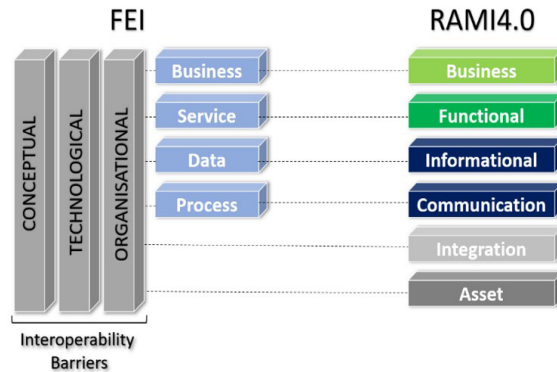 FEI
RAMI4.0
CONCEPTUAL
TECHNOLOGICAL
ORGANISATIONAL
Business
Business
Service
Functional
Data
Informational
Process
Communication
Integration
Asset
Interoperability
Barriers